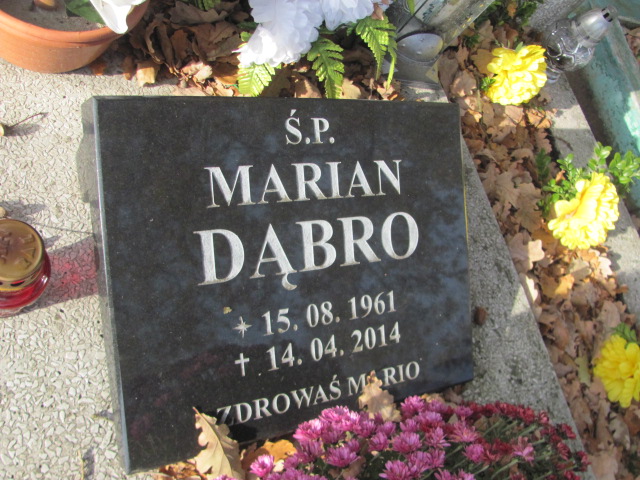 Ś.P.
MARIAN
DĄBRO
15. 08. 1961
14. 04. 2014
ZDROWAŚ MARIO